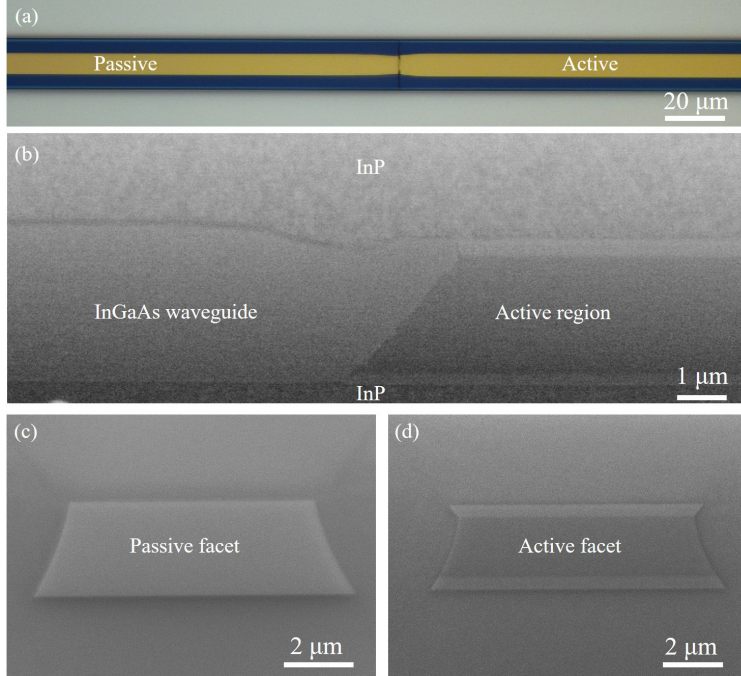 (a)
Passive
Active
20 μm
(b)
InP
InGaAs waveguide
Active region
InP
1 μm
(c)
Passive facet
2 μm
(d)
Active facet
2 μm